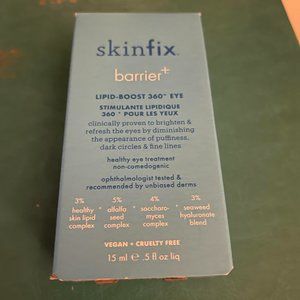 skinfix
barrier+
LIPID-BOOST 360° EYE
STIMULANTE LIPIDIQUE
360° POUR LES YEUX
clinically proven to brighten &
refresh the eyes by diminishing
the appearance of puffiness,
dark circles & fine lines
healthy eye treatment
non-comedogenic
ophthalmologist tested &
recommended by unbiased derms
3% + 5% + 4% + 3%
healthy alfalfa saccharo- seaweed
skin lipid seed myces hyaluronate
complex complex complex blend
VEGAN + CRUELTY FREE
15 ml e .5 fl oz liq